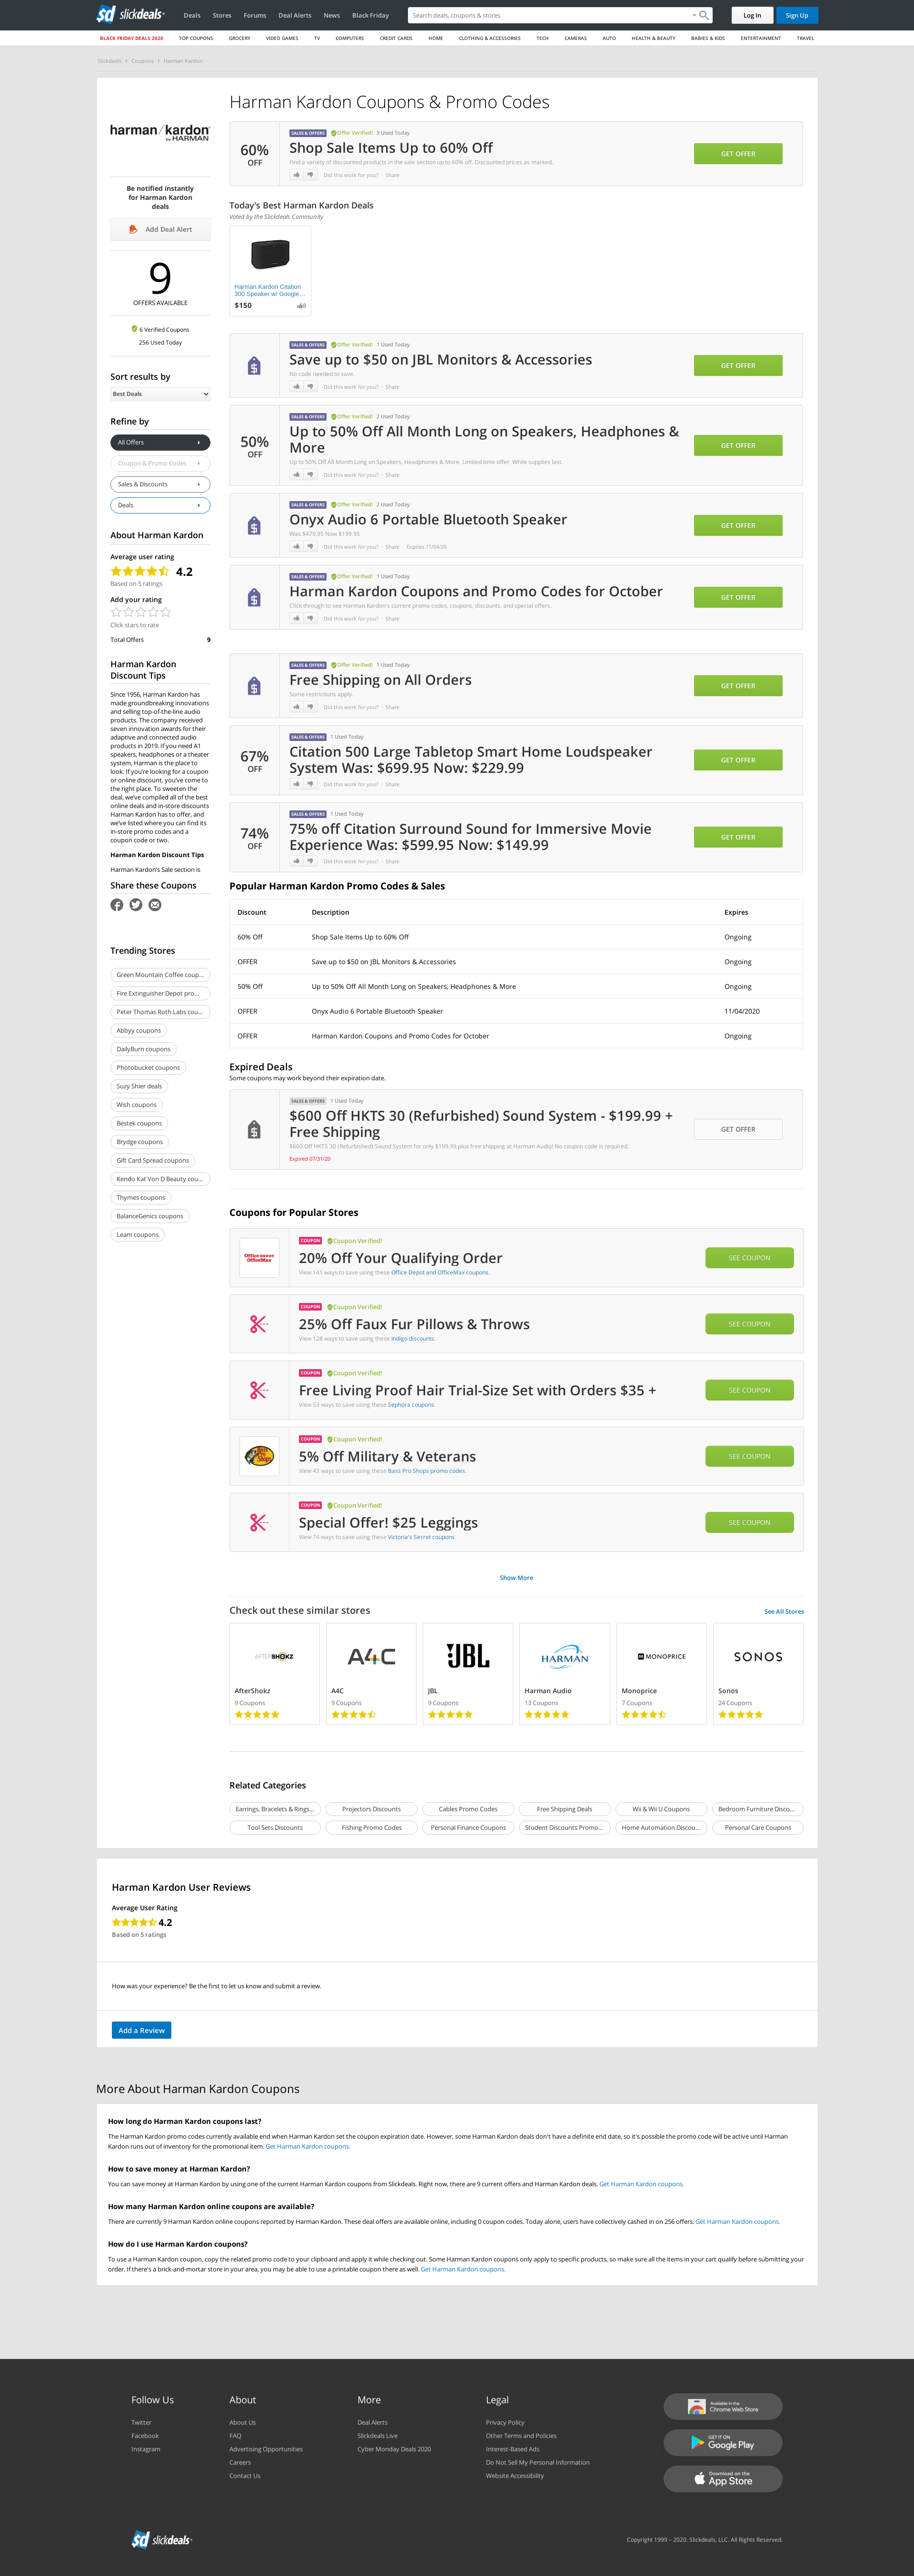 slickdeals
Deals Stores Forums Deal Alerts News Black Friday
Search deals, coupons & stores
Log In Sign Up
BLACK FRIDAY DEALS 2020 TOP COUPONS GROCERY VIDEO GAMES TV COMPUTERS CREDIT CARDS HOME CLOTHING & ACCESSORIES TECH CAMERAS AUTO HEALTH & BEAUTY BABIES & KIDS ENTERTAINMENT TRAVEL
Slickdeals Coupons Harman Kardon
harman/kardon
by HARMAN
Be notified instantly
for Harman Kardon
deals
Add Deal Alert
9
OFFERS AVAILABLE
6 Verified Coupons
256 Used Today
Sort results by
Best Deals
Refine by
All Offers
Coupon & Promo Codes
Sales & Discounts
Deals
About Harman Kardon
Average user rating
4.2
Based on 5 ratings
Add your rating
Click stars to rate
Total Offers 9
Harman Kardon
Discount Tips
Since 1956, Harman Kardon has
made groundbreaking innovations
and selling top-of-the-line audio
products. The company received
seven innovation awards for their
adaptive and connected audio
products in 2019. If you need A1
speakers, headphones or a theater
system, Harman is the place to
look. If you're looking for a coupon
or online discount, you've come to
the right place. To sweeten the
deal, we've compiled all of the best
online deals and in-store discounts
Harman Kardon has to offer, and
we've listed where you can find its
in-store promo codes and a
coupon code or two.
Harman Kardon Discount Tips
Harman Kardon's Sale section is
Share these Coupons
Trending Stores
Green Mountain Coffee coup...
Fire Extinguisher Depot pro...
Peter Thomas Roth Labs cou...
Abbyy coupons
DailyBurn coupons
Photobucket coupons
Suzy Shier deals
Wish coupons
Bestek coupons
Brydge coupons
Gift Card Spread coupons
Kendo Kat Von D Beauty cou...
Thymes coupons
BalanceGenics coupons
Leam coupons
Harman Kardon Coupons & Promo Codes
60%
OFF
SALES & OFFERS Offer Verified! 3 Used Today
Shop Sale Items Up to 60% Off
Find a variety of discounted products in the sale section up to 60% off. Discounted prices as marked.
Did this work for you? · Share
GET OFFER
Today's Best Harman Kardon Deals
Voted by the Slickdeals Community
Harman Kardon Citation
300 Speaker w/ Google...
$150
SALES & OFFERS Offer Verified! 1 Used Today
Save up to $50 on JBL Monitors & Accessories
No code needed to save.
Did this work for you? · Share
GET OFFER
50%
OFF
SALES & OFFERS Offer Verified! 2 Used Today
Up to 50% Off All Month Long on Speakers, Headphones &
More
Up to 50% Off All Month Long on Speakers, Headphones & More. Limited time offer. While supplies last.
Did this work for you? · Share
GET OFFER
SALES & OFFERS Offer Verified! 2 Used Today
Onyx Audio 6 Portable Bluetooth Speaker
Was $479.95 Now $199.95
Did this work for you? · Share · Expires 11/04/20
GET OFFER
SALES & OFFERS Offer Verified! 1 Used Today
Harman Kardon Coupons and Promo Codes for October
Click through to see Harman Kardon's current promo codes, coupons, discounts, and special offers.
Did this work for you? · Share
GET OFFER
SALES & OFFERS Offer Verified! 1 Used Today
Free Shipping on All Orders
Some restrictions apply.
Did this work for you? · Share
GET OFFER
67%
OFF
SALES & OFFERS 1 Used Today
Citation 500 Large Tabletop Smart Home Loudspeaker
System Was: $699.95 Now: $229.99
Did this work for you? · Share
GET OFFER
74%
OFF
SALES & OFFERS 1 Used Today
75% off Citation Surround Sound for Immersive Movie
Experience Was: $599.95 Now: $149.99
Did this work for you? · Share
GET OFFER
Popular Harman Kardon Promo Codes & Sales
Discount Description Expires
60% Off Shop Sale Items Up to 60% Off Ongoing
OFFER Save up to $50 on JBL Monitors & Accessories Ongoing
50% Off Up to 50% Off All Month Long on Speakers, Headphones & More Ongoing
OFFER Onyx Audio 6 Portable Bluetooth Speaker 11/04/2020
OFFER Harman Kardon Coupons and Promo Codes for October Ongoing
Expired Deals
Some coupons may work beyond their expiration date.
SALES & OFFERS 1 Used Today
$600 Off HKTS 30 (Refurbished) Sound System - $199.99 +
Free Shipping
$600 Off HKTS 30 (Refurbished) Sound System for only $199.99 plus free shipping at Harman Audio! No coupon code is required.
Expired 07/31/20
GET OFFER
Coupons for Popular Stores
Office DEPOT
OfficeMax
COUPON Coupon Verified!
20% Off Your Qualifying Order
View 141 ways to save using these Office Depot and OfficeMax coupons.
SEE COUPON
COUPON Coupon Verified!
25% Off Faux Fur Pillows & Throws
View 128 ways to save using these Indigo discounts.
SEE COUPON
COUPON Coupon Verified!
Free Living Proof Hair Trial-Size Set with Orders $35 +
View 53 ways to save using these Sephora coupons.
SEE COUPON
Bass Pro Shops
COUPON Coupon Verified!
5% Off Military & Veterans
View 43 ways to save using these Bass Pro Shops promo codes.
SEE COUPON
COUPON Coupon Verified!
Special Offer! $25 Leggings
View 74 ways to save using these Victoria's Secret coupons.
SEE COUPON
Show More
Check out these similar stores See All Stores
AFTERSHOKZ A4C JBL HARMAN MONOPRICE SONOS
AfterShokz A4C JBL Harman Audio Monoprice Sonos
9 Coupons 9 Coupons 9 Coupons 13 Coupons 7 Coupons 24 Coupons
Related Categories
Earrings, Bracelets & Rings... Projectors Discounts Cables Promo Codes Free Shipping Deals Wii & Wii U Coupons Bedroom Furniture Disco...
Tool Sets Discounts Fishing Promo Codes Personal Finance Coupons Student Discounts Promo... Home Automation Discou... Personal Care Coupons
Harman Kardon User Reviews
Average User Rating
4.2
Based on 5 ratings
How was your experience? Be the first to let us know and submit a review.
Add a Review
More About Harman Kardon Coupons
How long do Harman Kardon coupons last?
The Harman Kardon promo codes currently available end when Harman Kardon set the coupon expiration date. However, some Harman Kardon deals don't have a definite end date, so it's possible the promo code will be active until Harman
Kardon runs out of inventory for the promotional item. Get Harman Kardon coupons.
How to save money at Harman Kardon?
You can save money at Harman Kardon by using one of the current Harman Kardon coupons from Slickdeals. Right now, there are 9 current offers and Harman Kardon deals. Get Harman Kardon coupons.
How many Harman Kardon online coupons are available?
There are currently 9 Harman Kardon online coupons reported by Harman Kardon. These deal offers are available online, including 0 coupon codes. Today alone, users have collectively cashed in on 256 offers. Get Harman Kardon coupons.
How do I use Harman Kardon coupons?
To use a Harman Kardon coupon, copy the related promo code to your clipboard and apply it while checking out. Some Harman Kardon coupons only apply to specific products, so make sure all the items in your cart qualify before submitting your
order. If there's a brick-and-mortar store in your area, you may be able to use a printable coupon there as well. Get Harman Kardon coupons.
Follow Us About More Legal
Twitter About Us Deal Alerts Privacy Policy
Facebook FAQ Slickdeals Live Other Terms and Policies
Instagram Advertising Opportunities Cyber Monday Deals 2020 Interest-Based Ads
Careers Do Not Sell My Personal Information
Contact Us Website Accessibility
Available in the
Chrome Web Store
GET IT ON
Google Play
Download on the
App Store
slickdeals
Copyright 1999 – 2020. Slickdeals, LLC. All Rights Reserved.